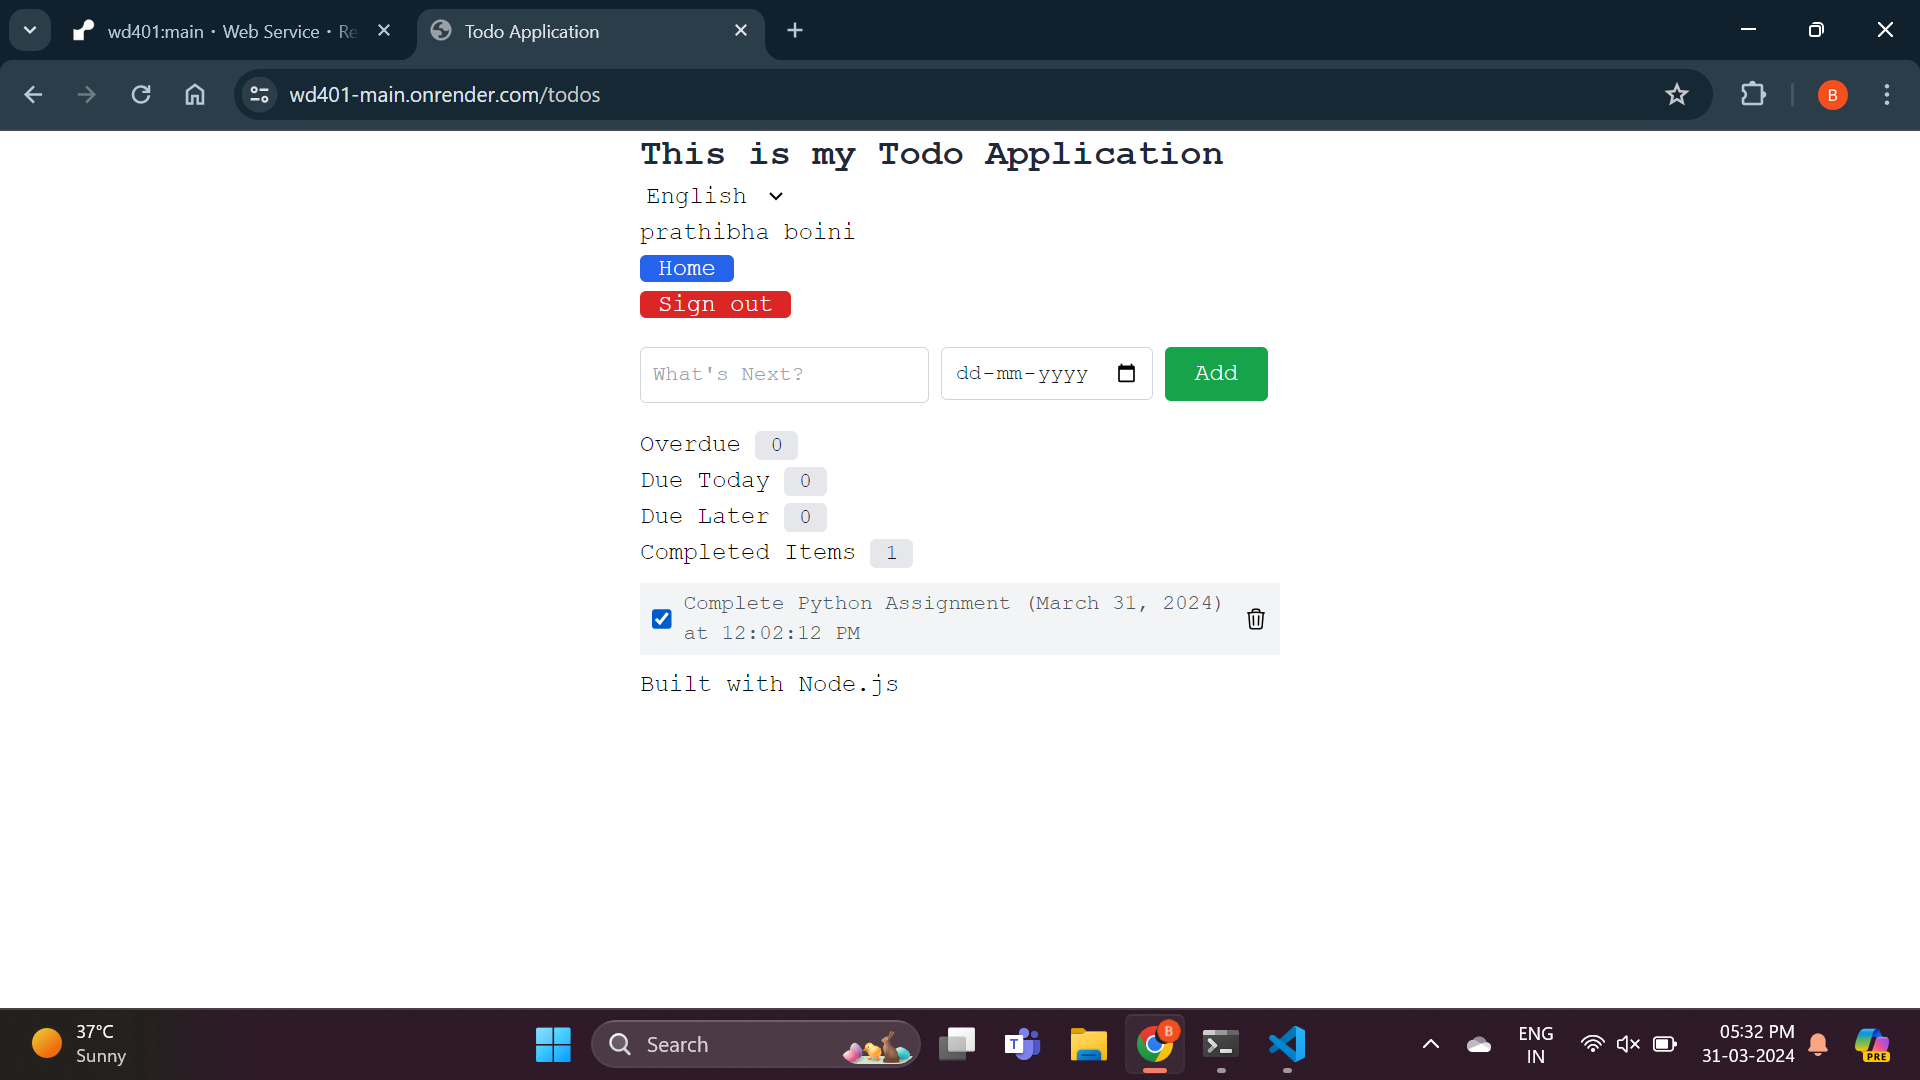 wd401:main · Web Service · Re
Todo Application
wd401-main.onrender.com/todos
B
This is my Todo Application
English
prathibha boini
Home
Sign out
What's Next?
dd-mm-yyyy
Add
Overdue 0
Due Today 0
Due Later 0
Completed Items 1
Complete Python Assignment (March 31, 2024)
at 12:02:12 PM
Built with Node.js
37°C
Sunny
Search
T
B
PRE
ENG
IN
05:32 PM
31-03-2024